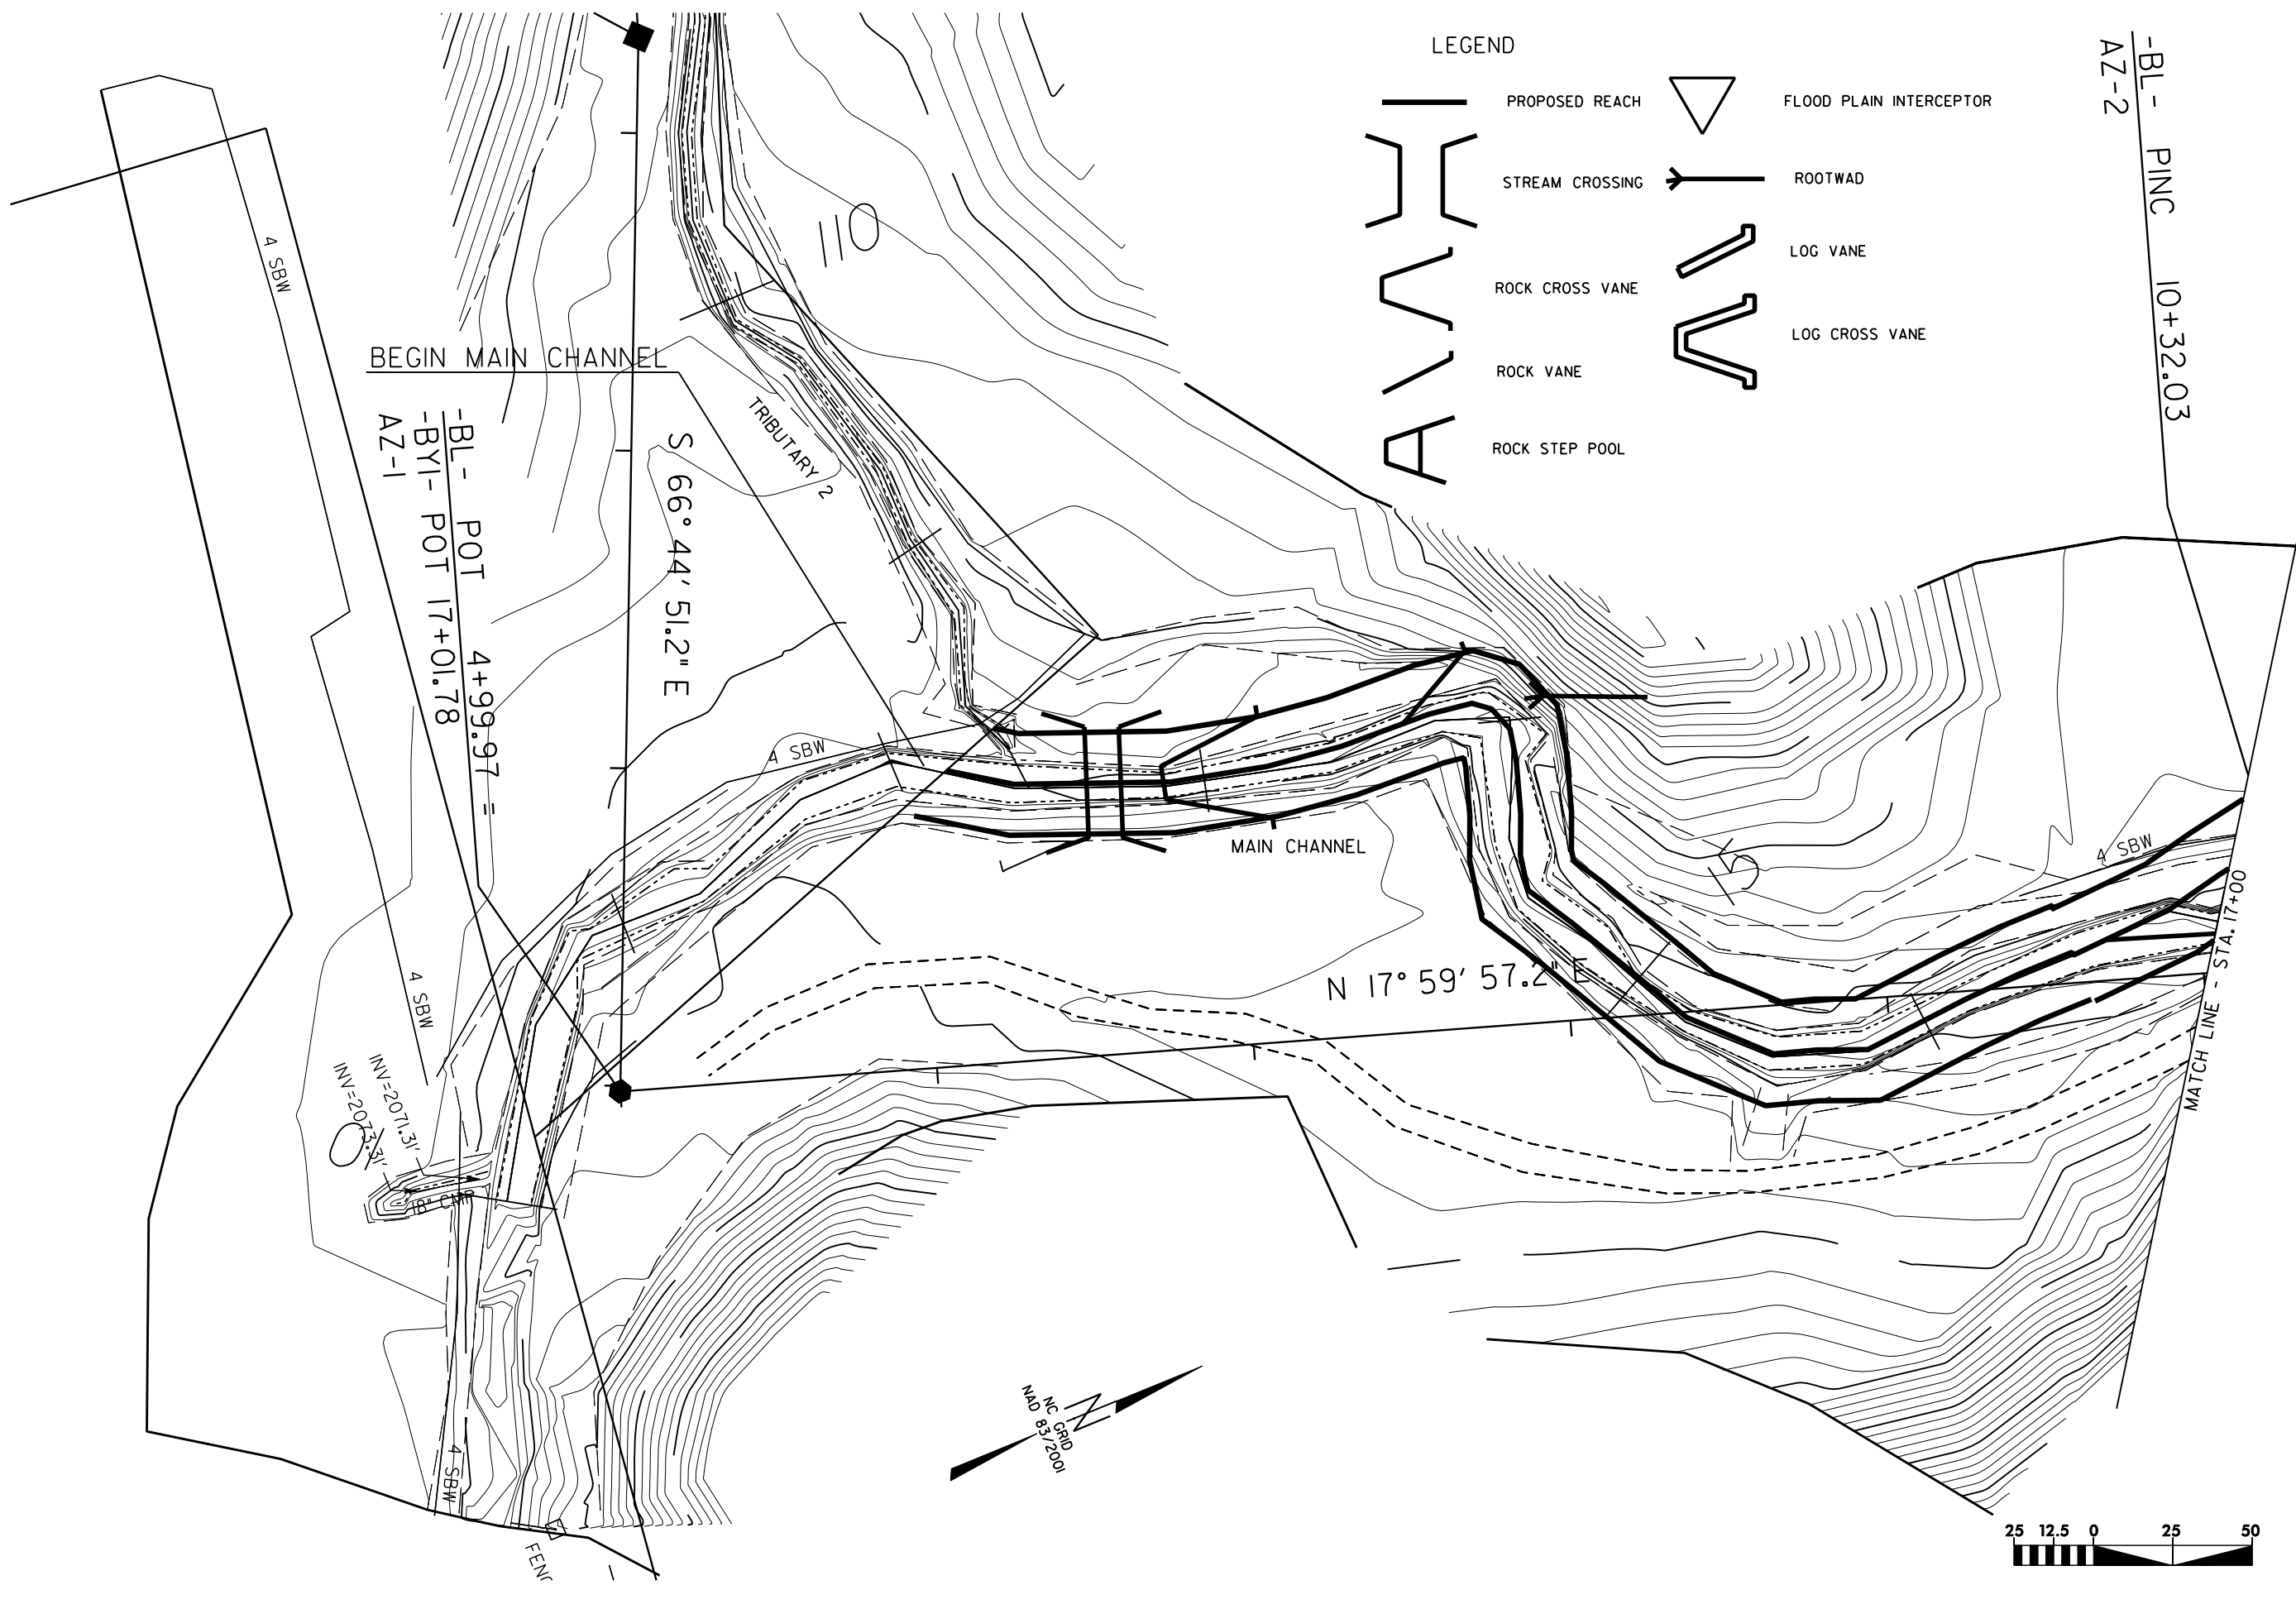 LEGEND
PROPOSED REACH
FLOOD PLAIN INTERCEPTOR
STREAM CROSSING
ROOTWAD
ROCK CROSS VANE
LOG VANE
ROCK VANE
LOG CROSS VANE
ROCK STEP POOL
-BL- PINC 10+32.03
AZ-2
4 SBW
110
BEGIN MAIN CHANNEL
TRIBUTARY 2
-BL- POT 4+99.97 =
-BY1- POT 17+01.78
AZ-1
S 66° 44' 51.2" E
4 SBW
MAIN CHANNEL
15
4 SBW
N 17° 59' 57.2" E
MATCH LINE - STA. 17+00
4 SBW
INV=2071.31'
INV=2073.31'
18" CMP
4 SBW
NC GRID
NAD 83/2001
25 12.5 0 25 50